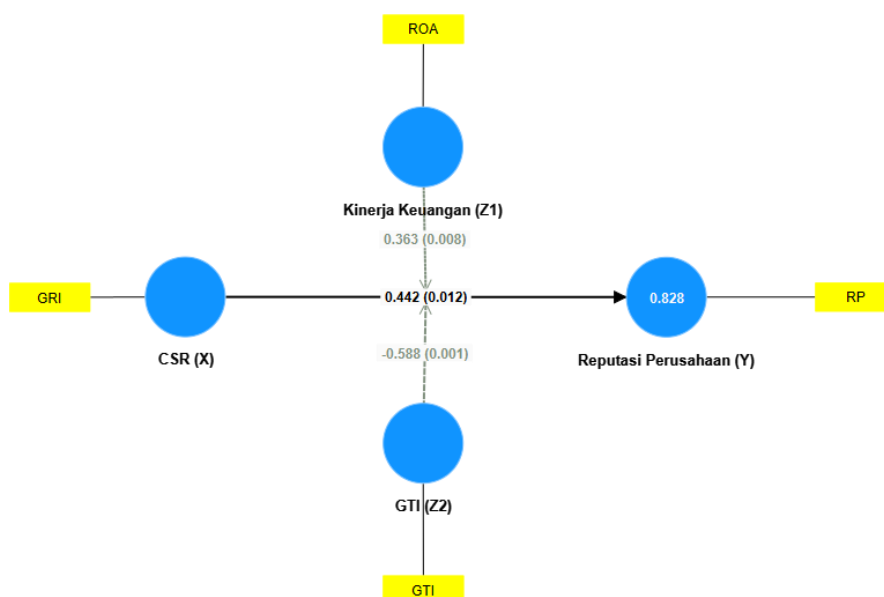 ROA
Kinerja Keuangan (Z1)
0.363 (0.008)
GRI
0.442 (0.012)
0.828
RP
CSR (X)
-0.588 (0.001)
Reputasi Perusahaan (Y)
GTI (Z2)
GTI